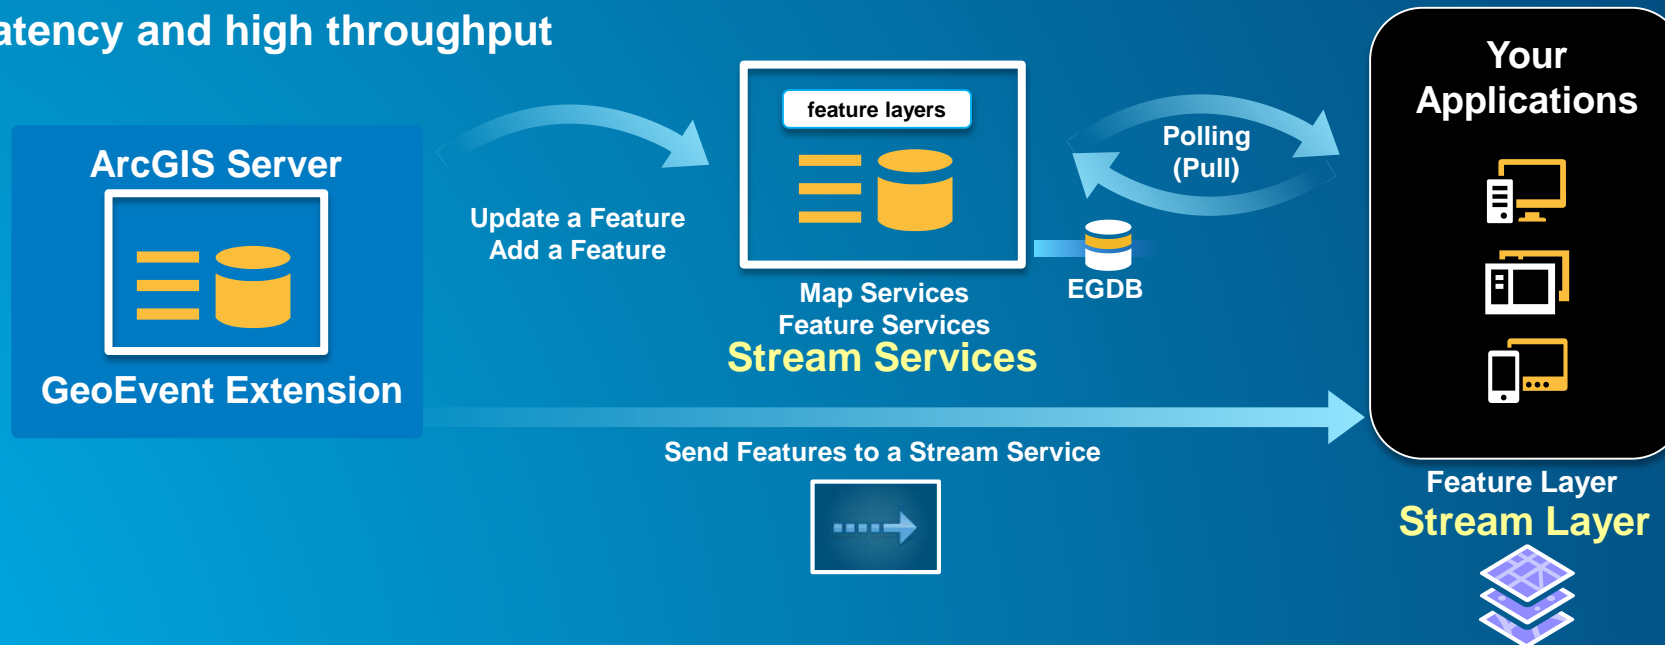 and high throughput
ArcGIS Server
GeoEvent Extension
Update a Feature
Add a Feature
feature layers
Map Services
Feature Services
Stream Services
EGDB
Polling
(Pull)
Send Features to a Stream Service
Your
Applications
Feature Layer
Stream Layer